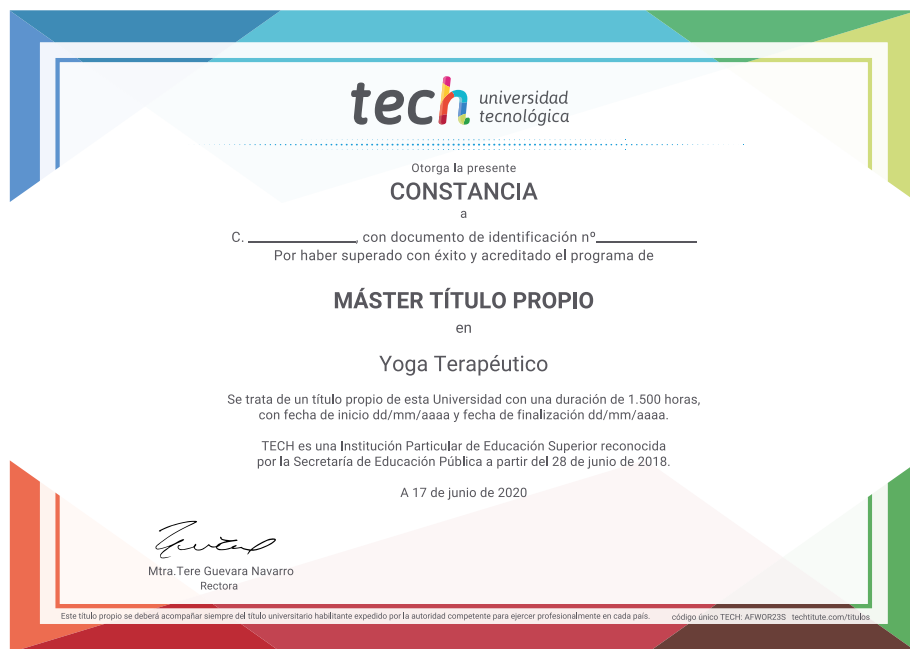 tech universidad
tecnológica
Otorga la presente
CONSTANCIA
a
C. ____________, con documento de identificación nº____________
Por haber superado con éxito y acreditado el programa de
MÁSTER TÍTULO PROPIO
en
Yoga Terapéutico
Se trata de un título propio de esta Universidad con una duración de 1.500 horas,
con fecha de inicio dd/mm/aaaa y fecha de finalización dd/mm/aaaa.
TECH es una Institución Particular de Educación Superior reconocida
por la Secretaría de Educación Pública a partir del 28 de junio de 2018.
A 17 de junio de 2020
Mtra.Tere Guevara Navarro
Rectora
Este título propio se deberá acompañar siempre del título universitario habilitante expedido por la autoridad competente para ejercer profesionalmente en cada país. código único TECH: AFWOR23S techtitute.com/titulos